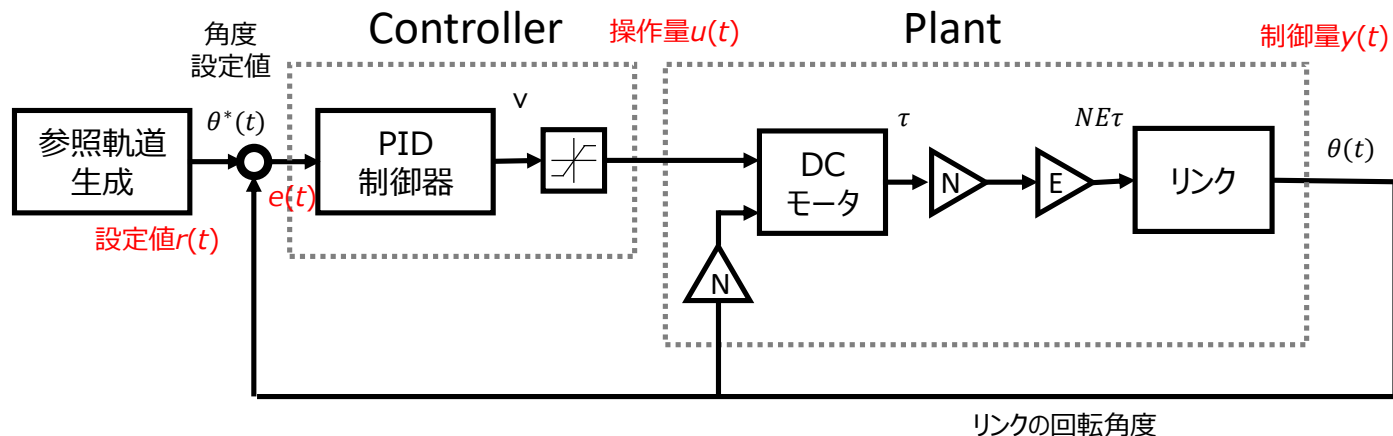 Controller
操作量u(t)
Plant
制御量y(t)
角度
設定値
参照軌道
生成
θ*(t)
e(t)
設定値r(t)
PID
制御器
v
DC
モータ
τ
N
E
NEτ
リンク
θ(t)
N
リンクの回転角度